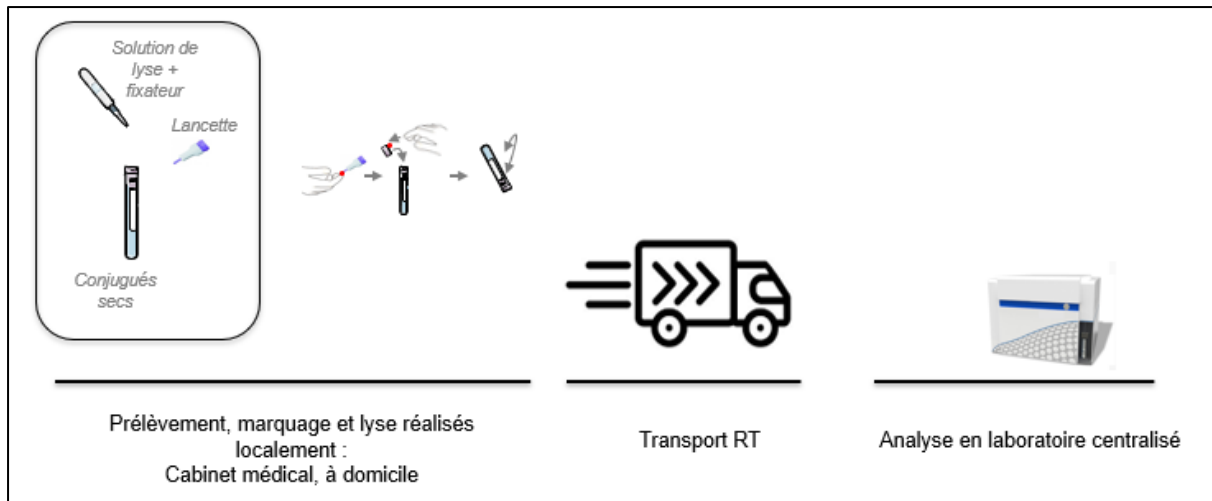 Solution de
lyse +
fixateur
Lancette
Conjugués
secs
Prélèvement, marquage et lyse réalisés
localement :
Cabinet médical, à domicile
Transport RT
Analyse en laboratoire centralisé